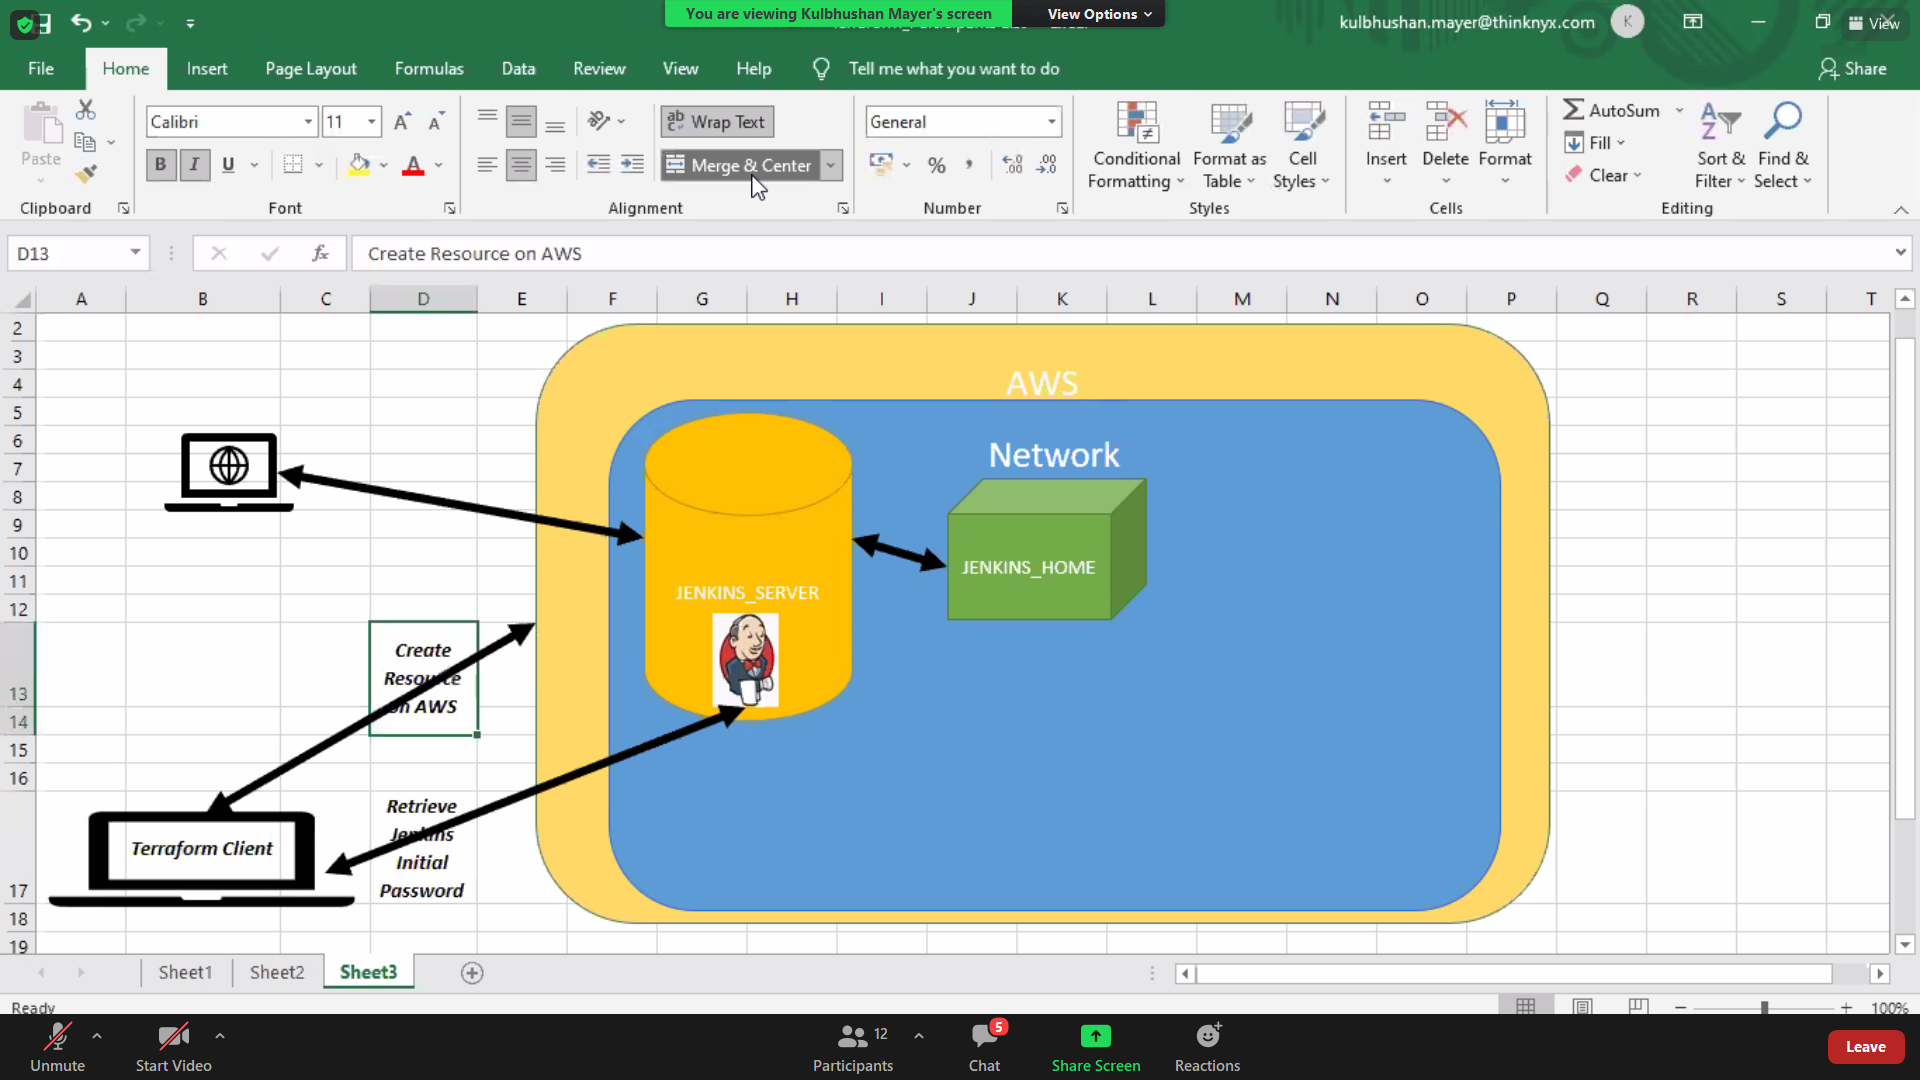 You are viewing Kulbhushan Mayer's screen
View Options
kulbhushan.mayer@thinknyx.com
K
View
File
Home
Insert
Page Layout
Formulas
Data
Review
View
Help
Tell me what you want to do
Share
Paste
Calibri
11
B I U
ab
Wrap Text
Merge & Center
General
%
Conditional
Formatting
Format as
Table
Cell
Styles
Insert
Delete
Format
AutoSum
Fill
Clear
Sort &
Filter
Find &
Select
Clipboard
Font
Alignment
Number
Styles
Cells
Editing
D13
fx
Create Resource on AWS
A B C D E F G H I J K L M N O P Q R S T
2
3
4
5
6
7
8
9
10
11
12
13
14
15
16
17
18
19
AWS
Network
JENKINS_SERVER
JENKINS_HOME
Create
Resource
on AWS
Retrieve
Jenkins
Initial
Password
Terraform Client
Sheet1
Sheet2
Sheet3
Ready
100%
Unmute
Start Video
12
Participants
5
Chat
Share Screen
Reactions
Leave